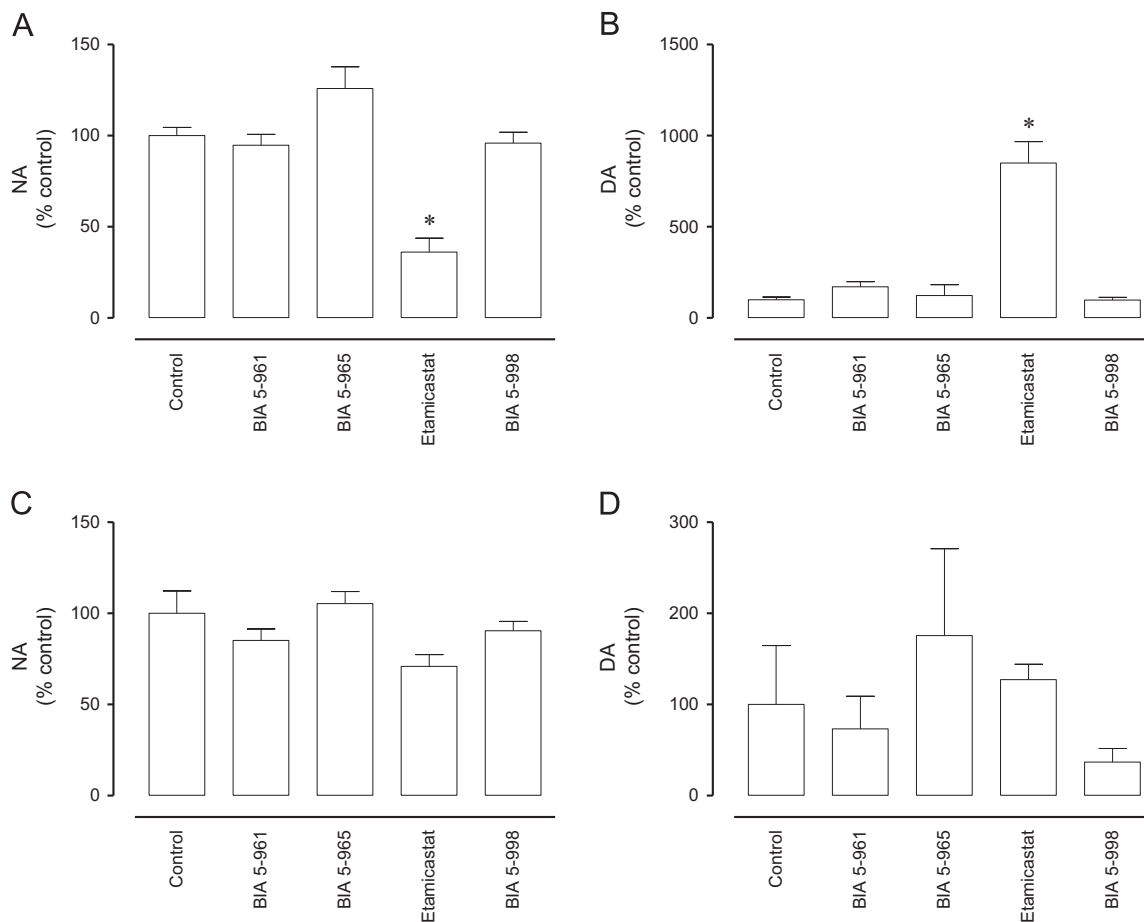 A
NA
(% control)
150
100
50
0
*
Control
BIA 5-961
BIA 5-965
Etamicastat
BIA 5-998
B
DA
(% control)
1500
1000
500
0
*
Control
BIA 5-961
BIA 5-965
Etamicastat
BIA 5-998
C
NA
(% control)
150
100
50
0
Control
BIA 5-961
BIA 5-965
Etamicastat
BIA 5-998
D
DA
(% control)
300
200
100
0
Control
BIA 5-961
BIA 5-965
Etamicastat
BIA 5-998